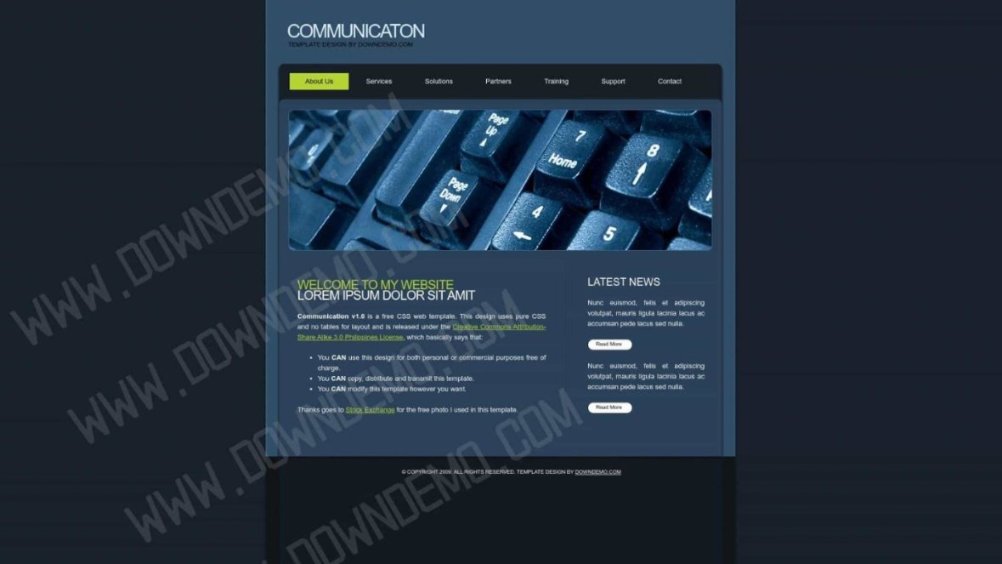 COMMUNICATON
TEMPLATE DESIGN BY DOWNDEMO.COM
About Us Services Solutions Partners Training Support Contact
Page Up
7 Home
8
Page Down
4
5
WELCOME TO MY WEBSITE
LOREM IPSUM DOLOR SIT AMIT
Communication v1.0 is a free CSS web template. This design uses pure CSS
and no tables for layout and is released under the Creative Commons Attribution-
Share Alike 3.0 Philippines License, which basically says that:
• You CAN use this design for both personal or commercial purposes free of
charge.
• You CAN copy, distribute and transmit this template.
• You CAN modify this template however you want.
Thanks goes to Stock Exchange for the free photo I used in this template.
LATEST NEWS
Nunc euismod, felis et adipiscing
volutpat, mauris ligula lacinia lacus ac
accumsan pede lacus sed nulla.
Read More
Nunc euismod, felis et adipiscing
volutpat, mauris ligula lacinia lacus ac
accumsan pede lacus sed nulla.
Read More
© COPYRIGHT 2009. ALL RIGHTS RESERVED. TEMPLATE DESIGN BY DOWNDEMO.COM
WWW.DOWNDEMO.COM
WWW.DOWNDEMO.COM
WWW.DOWNDEMO.COM
WWW.DOWNDEMO.COM